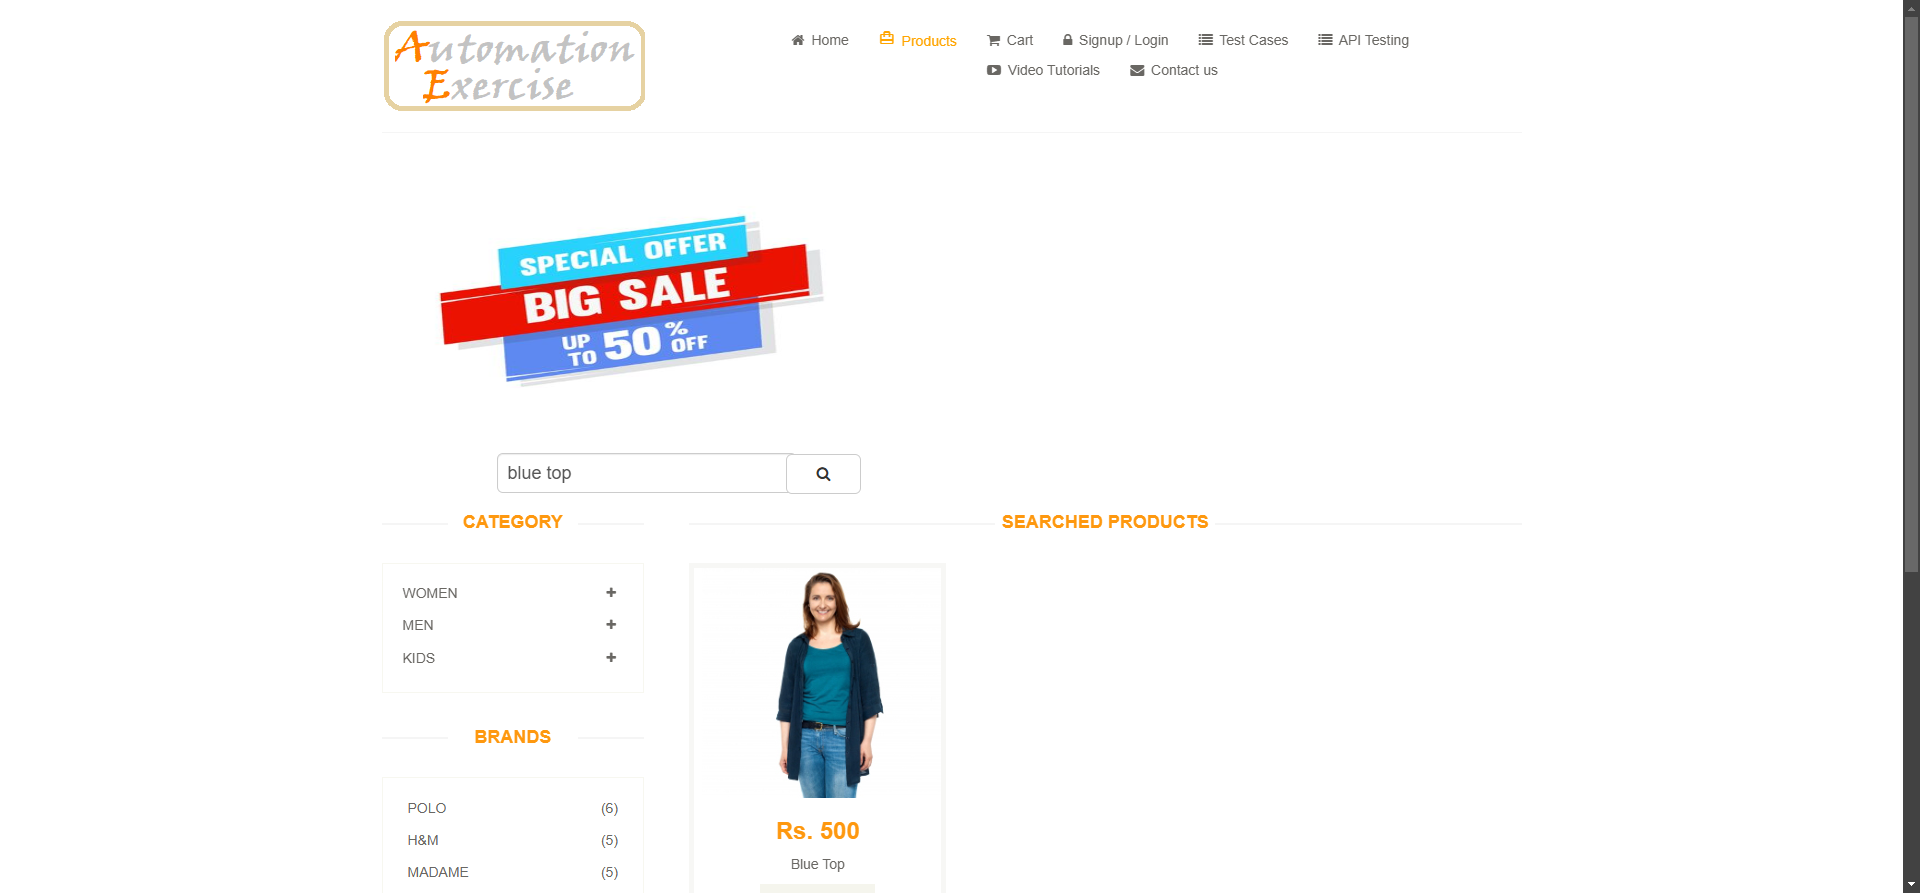 Automation
Exercise
Home
Products
Cart
Signup / Login
Test Cases
API Testing
Video Tutorials
Contact us
SPECIAL OFFER
BIG SALE
UP TO 50% OFF
blue top
CATEGORY
WOMEN
MEN
KIDS
BRANDS
POLO (6)
H&M (5)
MADAME (5)
SEARCHED PRODUCTS
Rs. 500
Blue Top